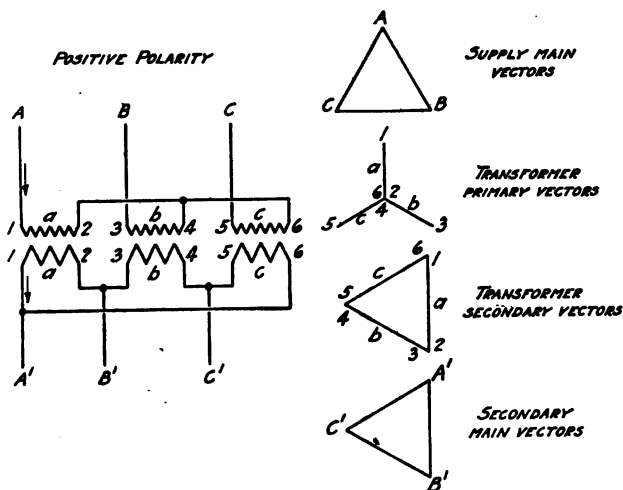 POSITIVE POLARITY
A B C
1 a 2 3 b 4 5 c 6
1 a 2 3 b 4 5 c 6
A' B' C'
A
C B
SUPPLY MAIN
VECTORS
1
a
6 2
5 c 4 b 3
TRANSFORMER
PRIMARY VECTORS
6
c 1
5 a
4
b 2
3
TRANSFORMER
SECONDARY VECTORS
A'
C'
B'
SECONDARY
MAIN VECTORS